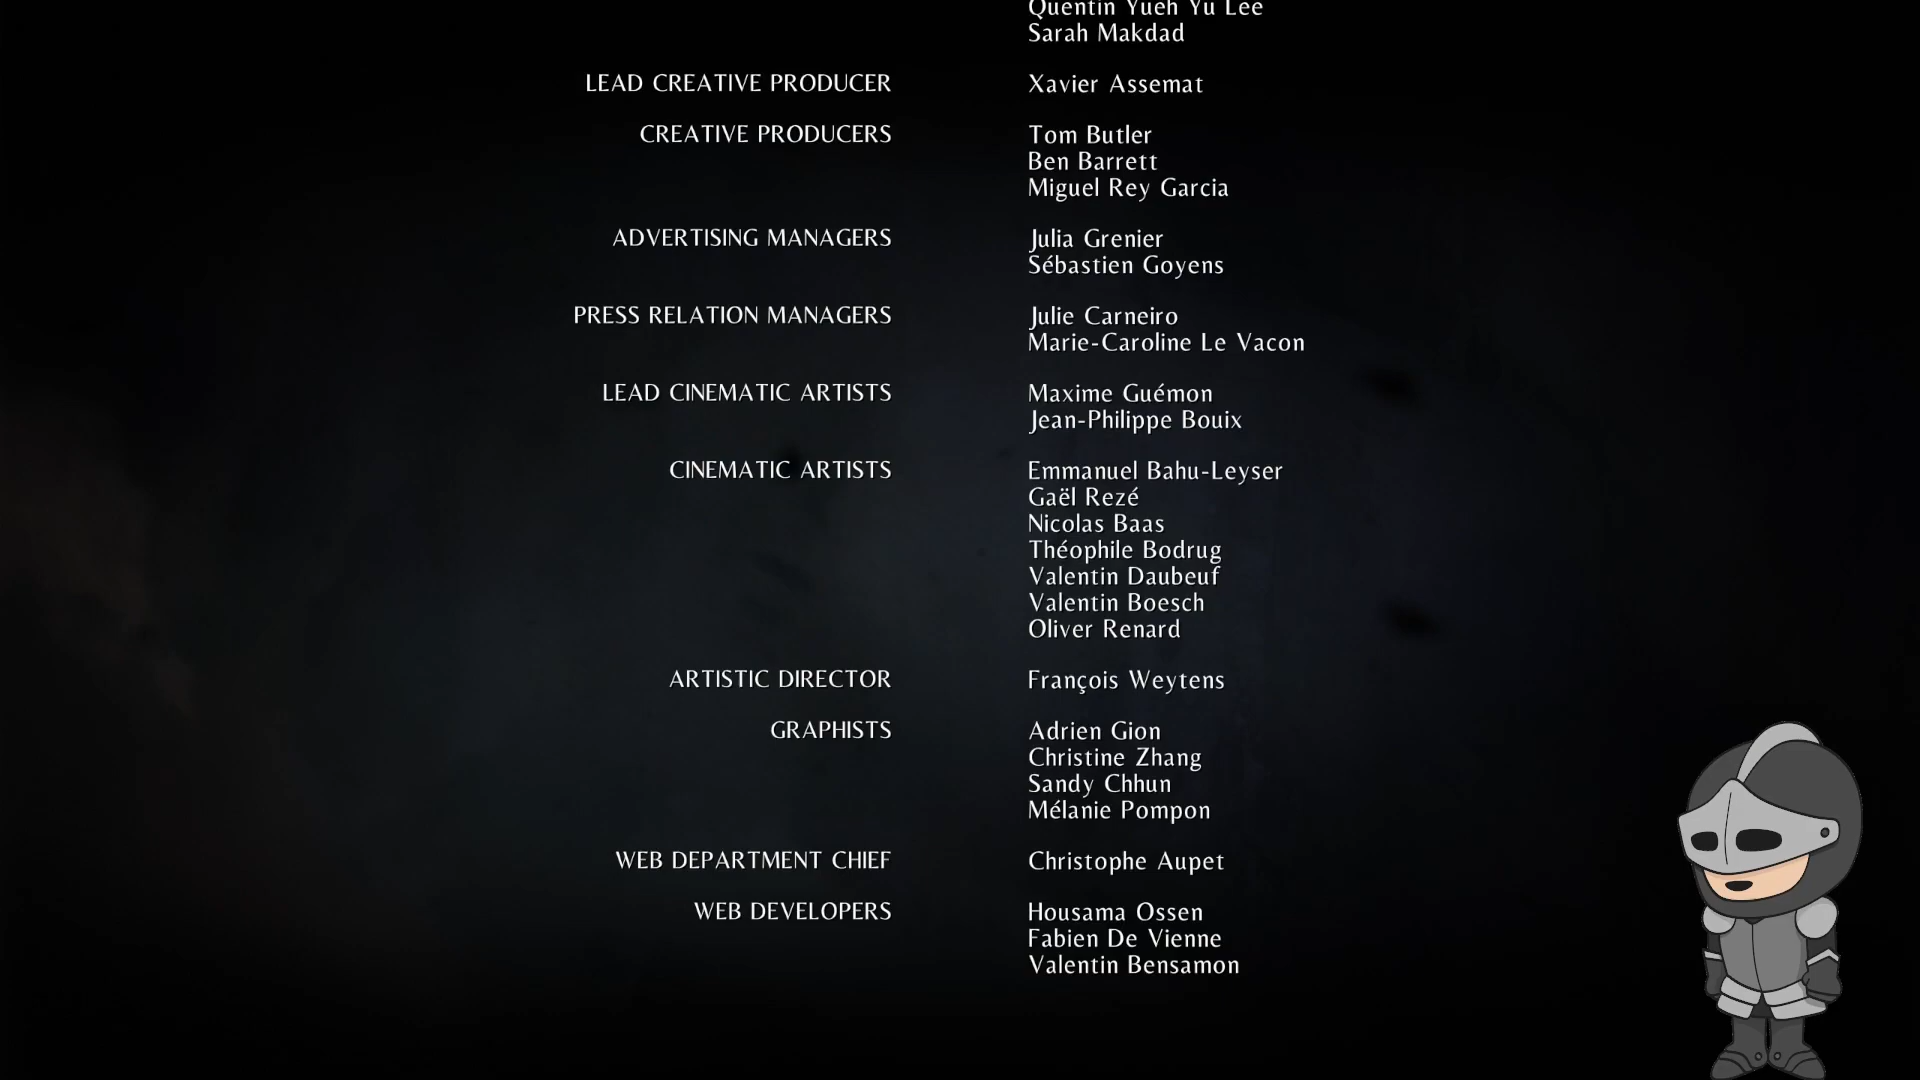 Quentin Yueh Yu Lee
Sarah Makdad
LEAD CREATIVE PRODUCER Xavier Assemat
CREATIVE PRODUCERS Tom Butler
Ben Barrett
Miguel Rey Garcia
ADVERTISING MANAGERS Julia Grenier
Sébastien Goyens
PRESS RELATION MANAGERS Julie Carneiro
Marie-Caroline Le Vacon
LEAD CINEMATIC ARTISTS Maxime Guémon
Jean-Philippe Bouix
CINEMATIC ARTISTS Emmanuel Bahu-Leyser
Gaël Rezé
Nicolas Baas
Théophile Bodrug
Valentin Daubeuf
Valentin Boesch
Oliver Renard
ARTISTIC DIRECTOR François Weytens
GRAPHISTS Adrien Gion
Christine Zhang
Sandy Chhun
Mélanie Pompon
WEB DEPARTMENT CHIEF Christophe Aupet
WEB DEVELOPERS Housama Ossen
Fabien De Vienne
Valentin Bensamon